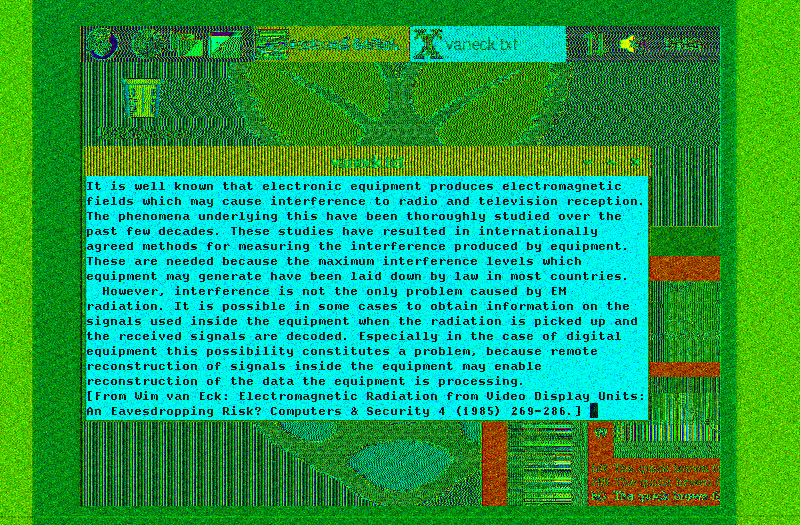 vaneck.txt
vaneck.txt
It is well known that electronic equipment produces electromagnetic
fields which may cause interference to radio and television reception.
The phenomena underlying this have been thoroughly studied over the
past few decades. These studies have resulted in internationally
agreed methods for measuring the interference produced by equipment.
These are needed because the maximum interference levels which
equipment may generate have been laid down by law in most countries.
However, interference is not the only problem caused by EM
radiation. It is possible in some cases to obtain information on the
signals used inside the equipment when the radiation is picked up and
the received signals are decoded. Especially in the case of digital
equipment this possibility constitutes a problem, because remote
reconstruction of signals inside the equipment may enable
reconstruction of the data the equipment is processing.
[From Wim van Eck: Electromagnetic Radiation from Video Display Units:
An Eavesdropping Risk? Computers & Security 4 (1985) 269-286.]